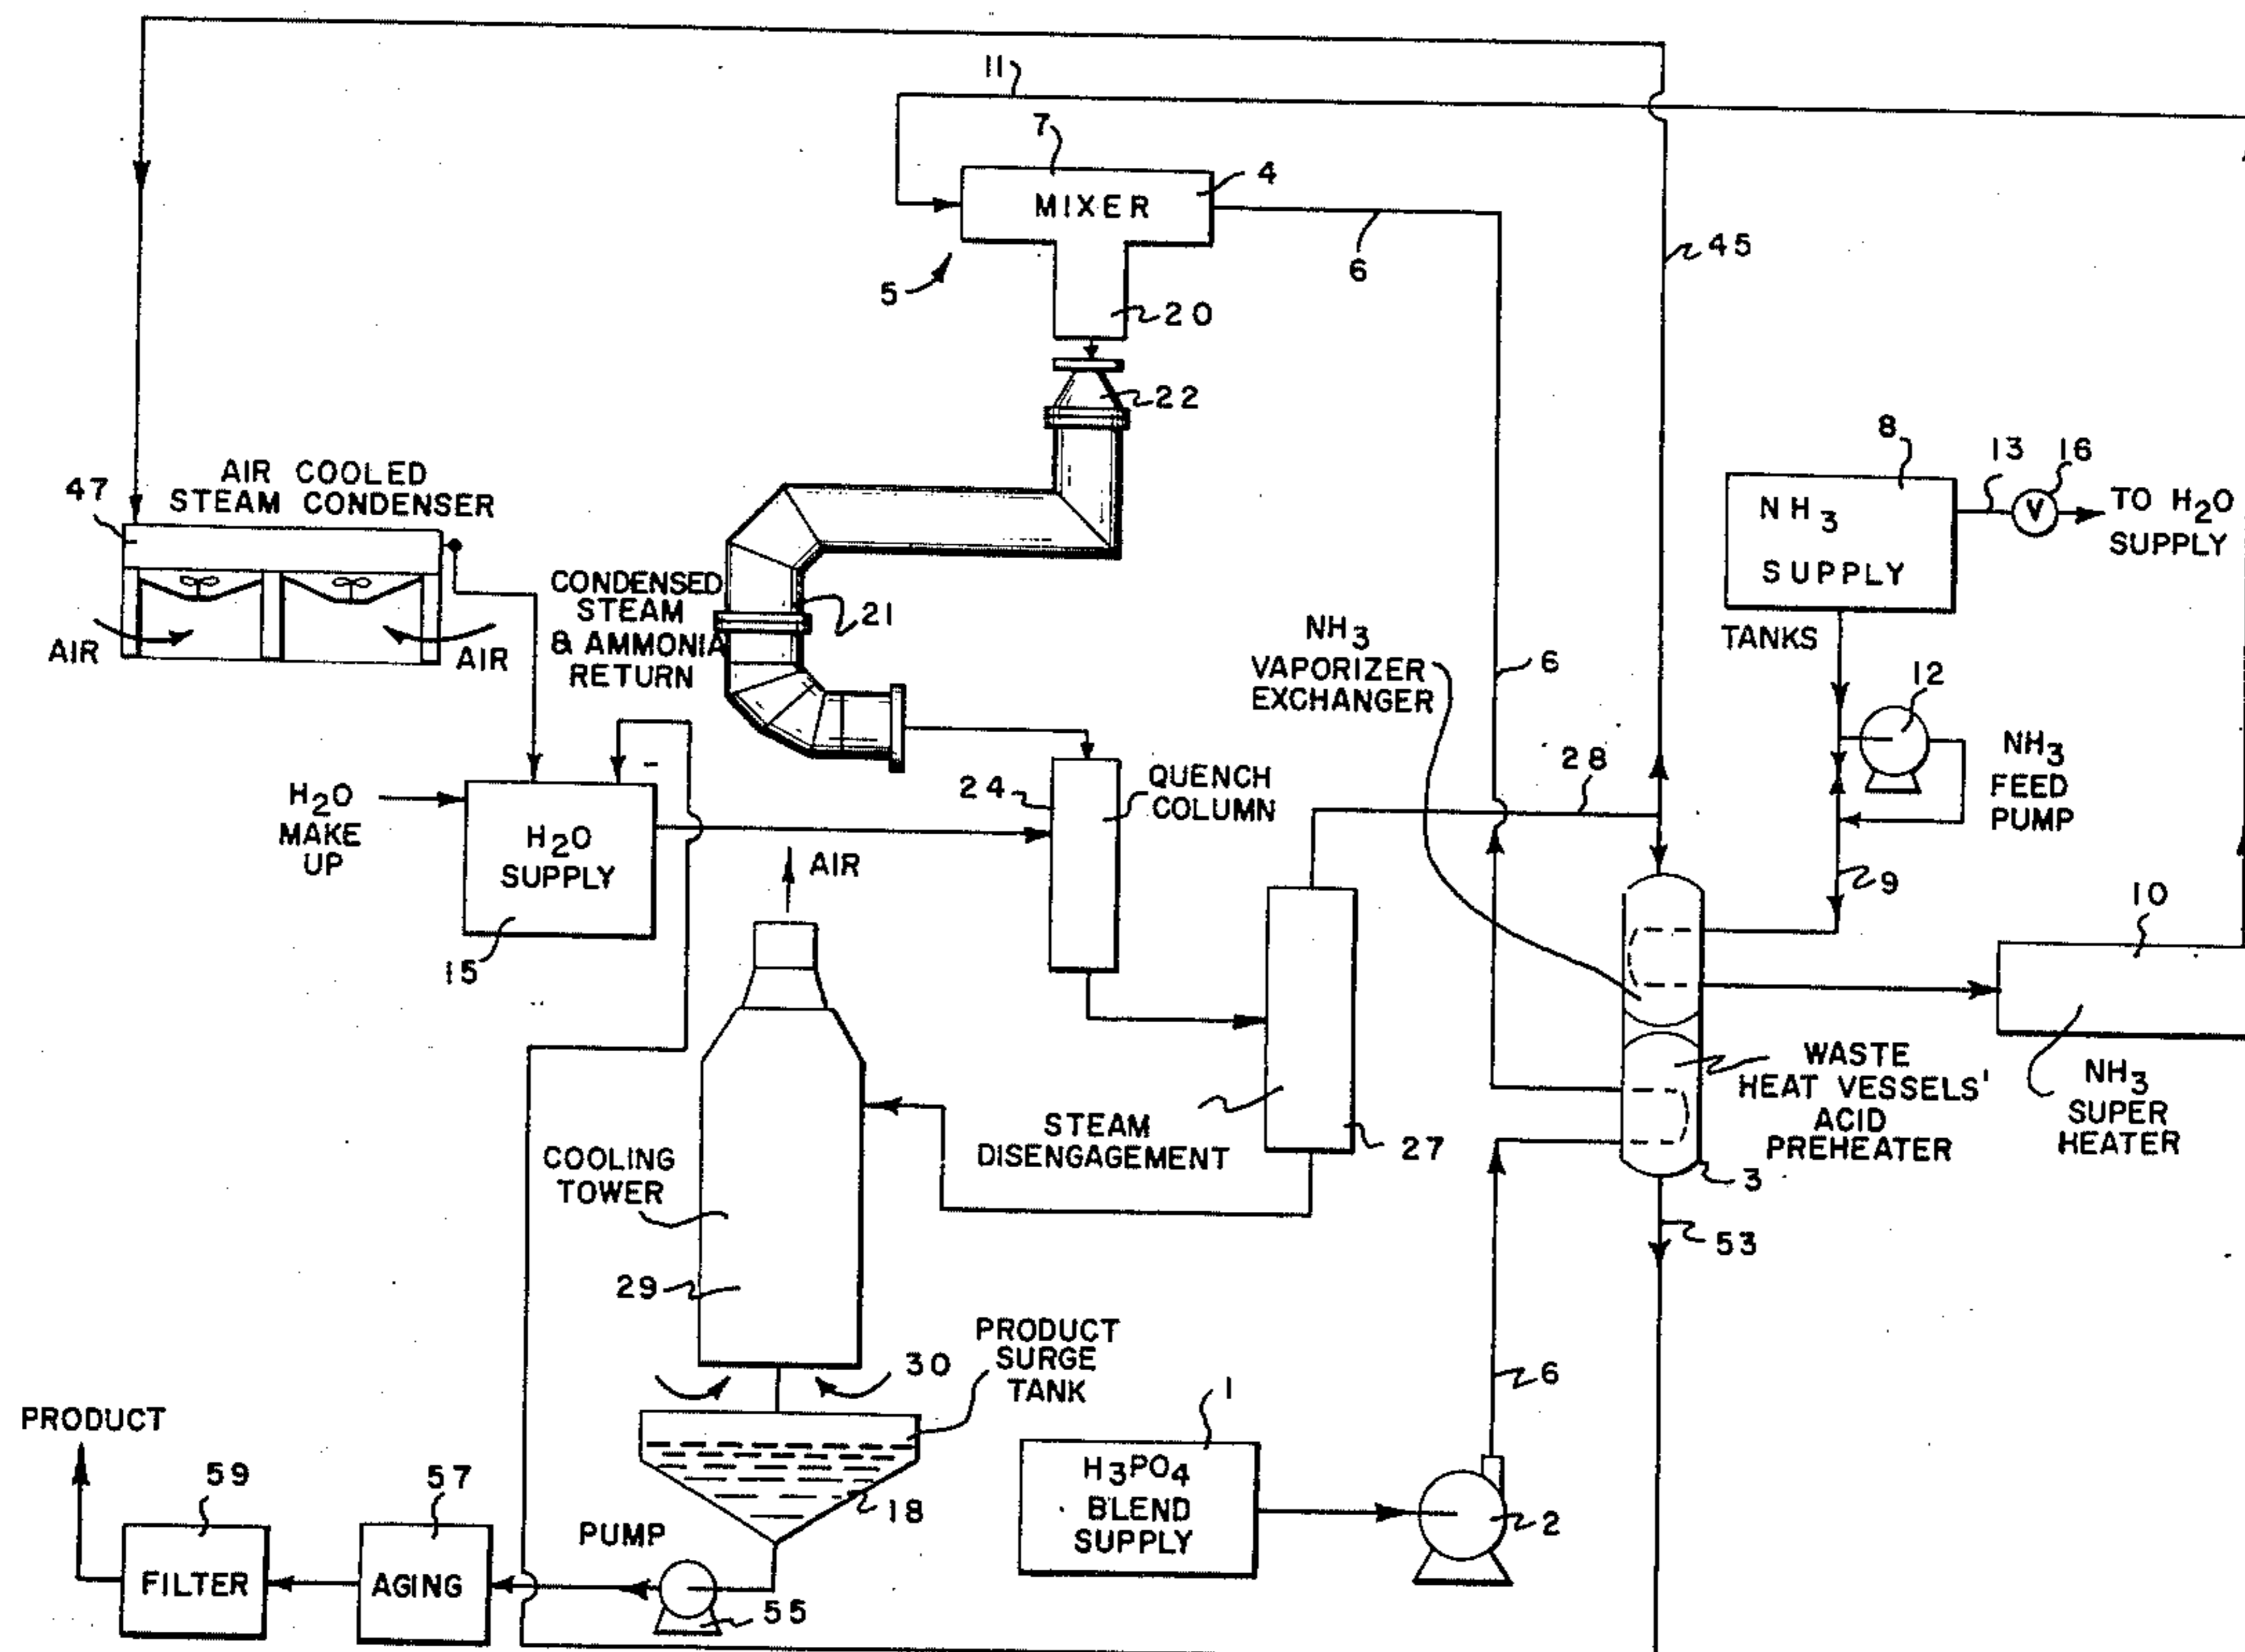 11
7
4
MIXER
6
45
5
20
22
8
13
16
NH3
SUPPLY
V
TO H2O
SUPPLY
TANKS
AIR COOLED
STEAM CONDENSER
47
AIR
AIR
CONDENSED
STEAM
& AMMONIA
RETURN
21
NH3
VAPORIZER
EXCHANGER
6
12
NH3
FEED
PUMP
28
H2O
MAKE
UP
H2O
SUPPLY
15
24
QUENCH
COLUMN
AIR
9
10
NH3
SUPER
HEATER
WASTE
HEAT VESSELS'
ACID
PREHEATER
3
STEAM
DISENGAGEMENT
27
COOLING
TOWER
29
53
30
PRODUCT
SURGE
TANK
18
6
1
H3PO4
BLEND
SUPPLY
2
PRODUCT
59
FILTER
57
AGING
PUMP
55